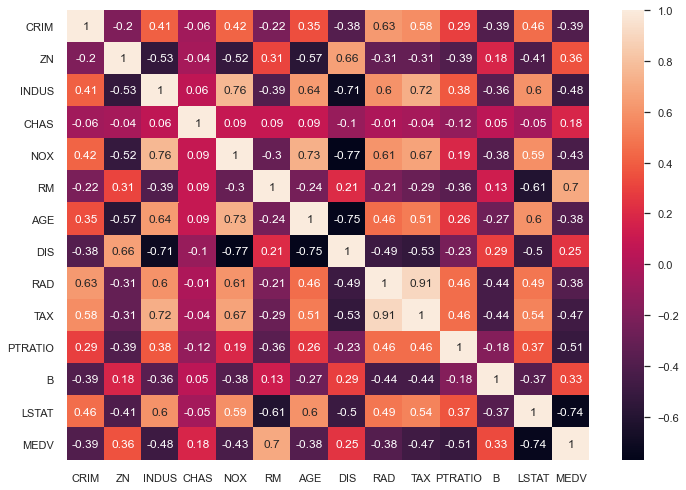 CRIM 1 -0.2 0.41 -0.06 0.42 -0.22 0.35 -0.38 0.63 0.58 0.29 -0.39 0.46 -0.39
ZN -0.2 1 -0.53 -0.04 -0.52 0.31 -0.57 0.66 -0.31 -0.31 -0.39 0.18 -0.41 0.36
INDUS 0.41 -0.53 1 0.06 0.76 -0.39 0.64 -0.71 0.6 0.72 0.38 -0.36 0.6 -0.48
CHAS -0.06 -0.04 0.06 1 0.09 0.09 0.09 -0.1 -0.01 -0.04 -0.12 0.05 -0.05 0.18
NOX 0.42 -0.52 0.76 0.09 1 -0.3 0.73 -0.77 0.61 0.67 0.19 -0.38 0.59 -0.43
RM -0.22 0.31 -0.39 0.09 -0.3 1 -0.24 0.21 -0.21 -0.29 -0.36 0.13 -0.61 0.7
AGE 0.35 -0.57 0.64 0.09 0.73 -0.24 1 -0.75 0.46 0.51 0.26 -0.27 0.6 -0.38
DIS -0.38 0.66 -0.71 -0.1 -0.77 0.21 -0.75 1 -0.49 -0.53 -0.23 0.29 -0.5 0.25
RAD 0.63 -0.31 0.6 -0.01 0.61 -0.21 0.46 -0.49 1 0.91 0.46 -0.44 0.49 -0.38
TAX 0.58 -0.31 0.72 -0.04 0.67 -0.29 0.51 -0.53 0.91 1 0.46 -0.44 0.54 -0.47
PTRATIO 0.29 -0.39 0.38 -0.12 0.19 -0.36 0.26 -0.23 0.46 0.46 1 -0.18 0.37 -0.51
B -0.39 0.18 -0.36 0.05 -0.38 0.13 -0.27 0.29 -0.44 -0.44 -0.18 1 -0.37 0.33
LSTAT 0.46 -0.41 0.6 -0.05 0.59 -0.61 0.6 -0.5 0.49 0.54 0.37 -0.37 1 -0.74
MEDV -0.39 0.36 -0.48 0.18 -0.43 0.7 -0.38 0.25 -0.38 -0.47 -0.51 0.33 -0.74 1
CRIM ZN INDUS CHAS NOX RM AGE DIS RAD TAX PTRATIO B LSTAT MEDV
1.0
0.8
0.6
0.4
0.2
0.0
-0.2
-0.4
-0.6